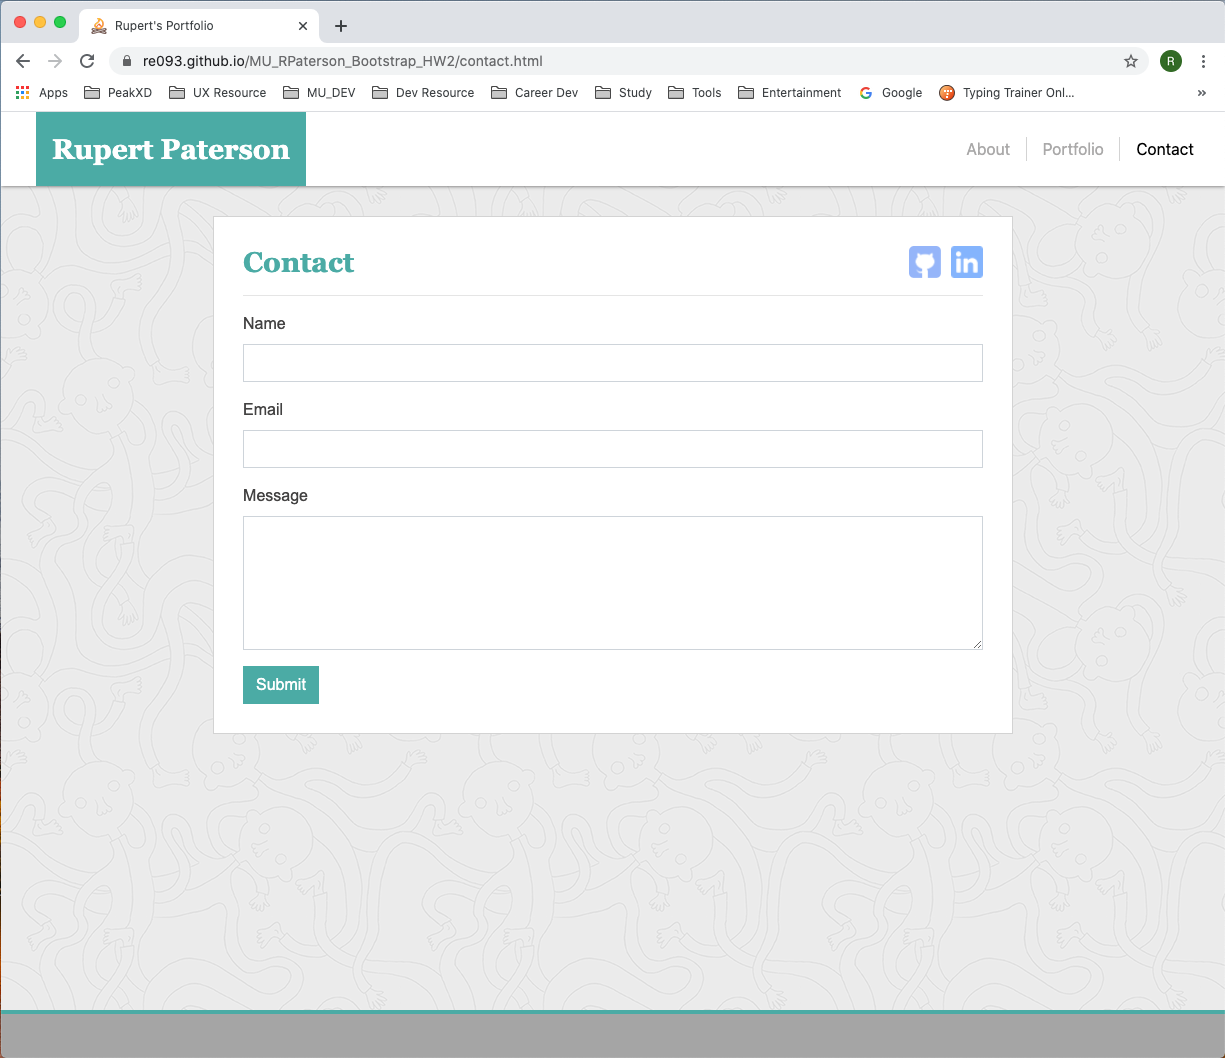 Rupert's Portfolio
re093.github.io/MU_RPaterson_Bootstrap_HW2/contact.html
R
Apps PeakXD UX Resource MU_DEV Dev Resource Career Dev Study Tools Entertainment Google Typing Trainer Onl...
Rupert Paterson About Portfolio Contact
Contact in
Name
Email
Message
Submit